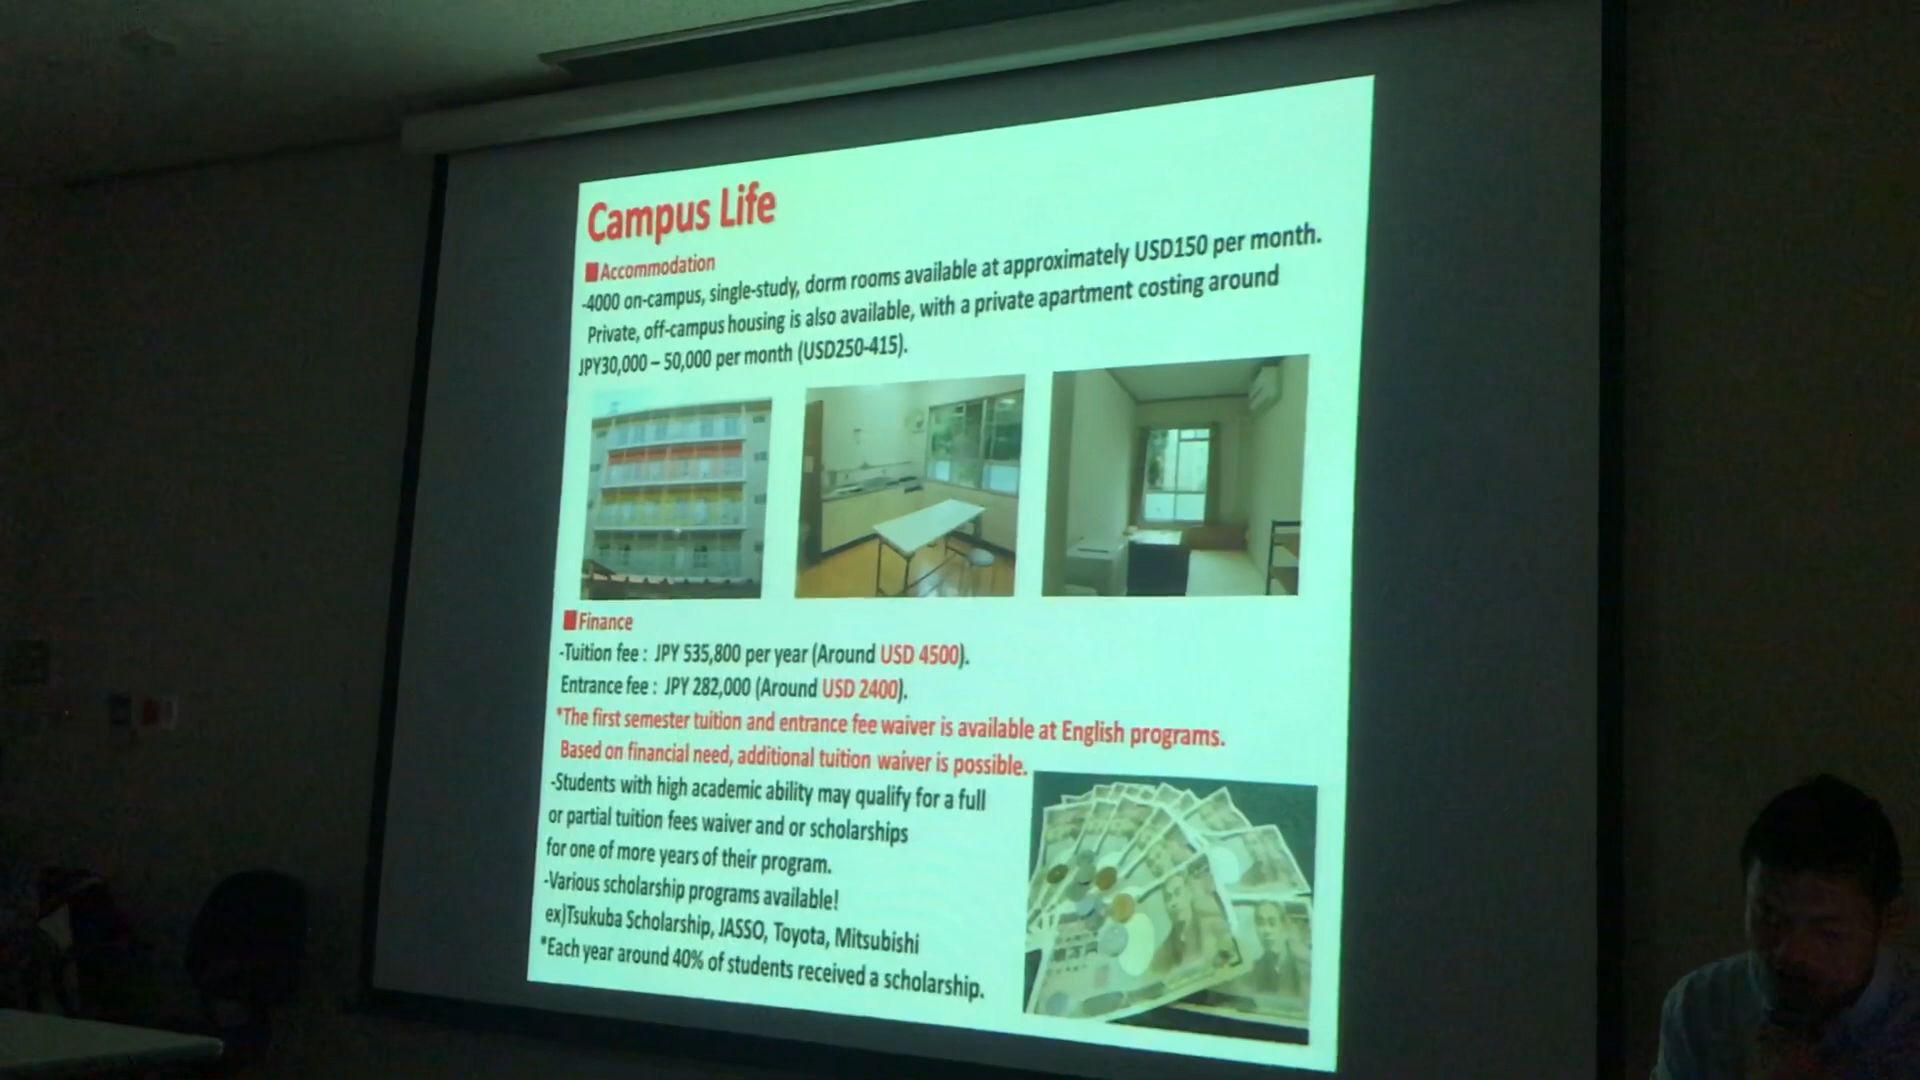 Campus Life
■Accommodation
-4000 on-campus, single-study, dorm rooms available at approximately USD150 per month.
Private, off-campus housing is also available, with a private apartment costing around
JPY30,000 – 50,000 per month (USD250-415).
■Finance
-Tuition fee : JPY 535,800 per year (Around USD 4500).
Entrance fee : JPY 282,000 (Around USD 2400).
*The first semester tuition and entrance fee waiver is available at English programs.
Based on financial need, additional tuition waiver is possible.
-Students with high academic ability may qualify for a full
or partial tuition fees waiver and or scholarships
for one of more years of their program.
-Various scholarship programs available!
ex)Tsukuba Scholarship, JASSO, Toyota, Mitsubishi
*Each year around 40% of students received a scholarship.